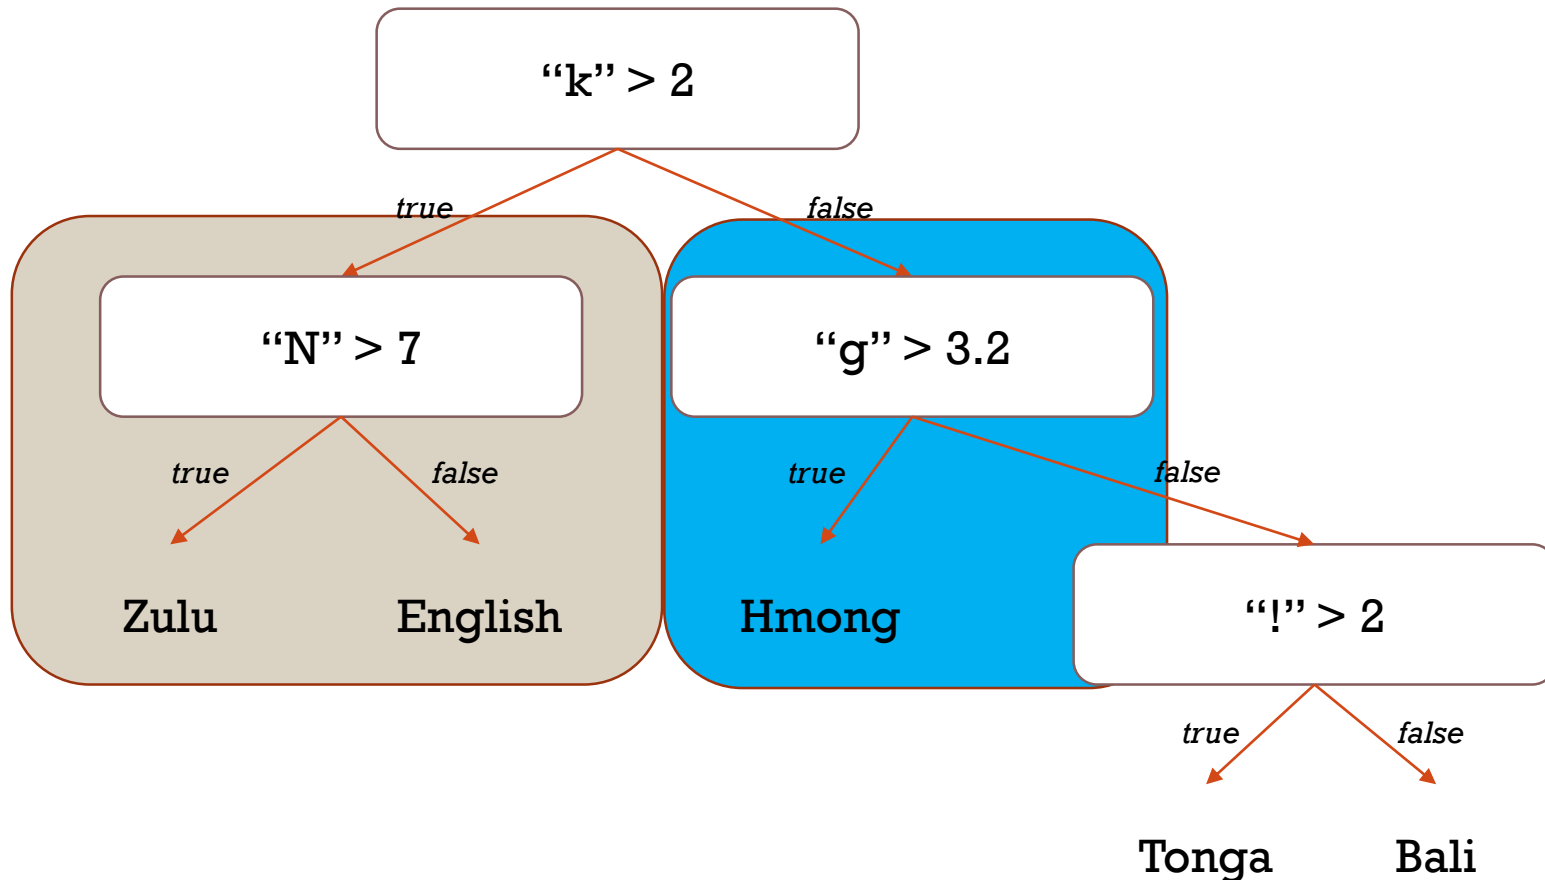 “k” > 2
true
false
“N” > 7
“g” > 3.2
true
false
true
false
Zulu
English
Hmong
“!” > 2
true
false
Tonga
Bali